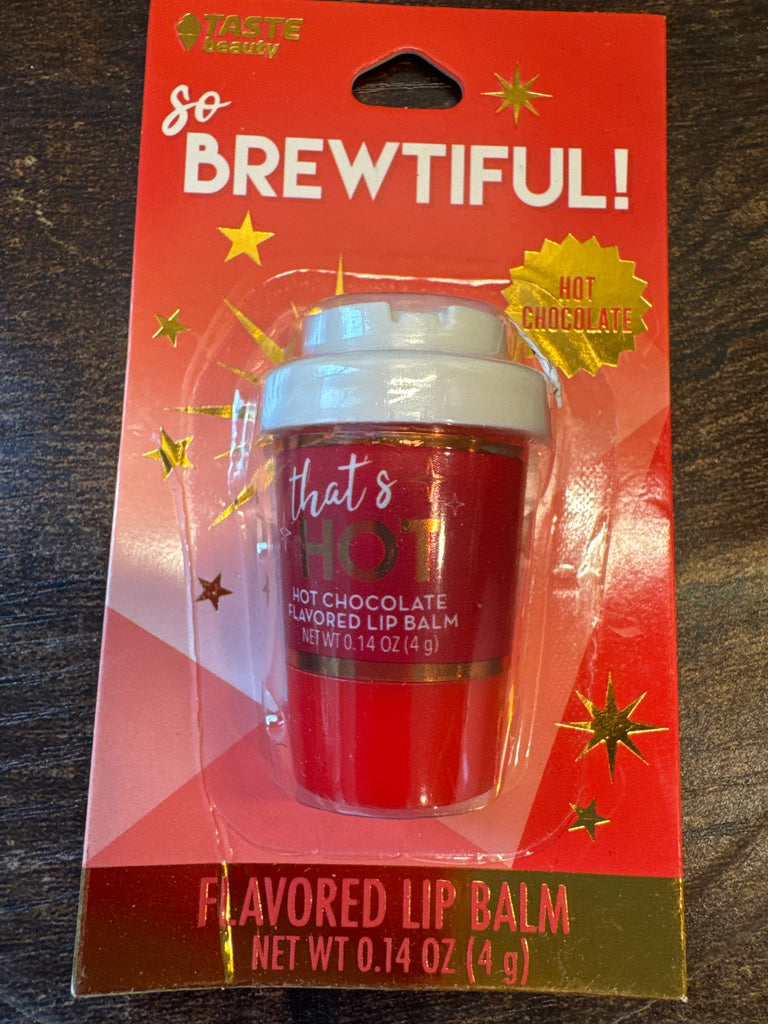 TASTE
beauty
so
BREWTIFUL!
HOT
CHOCOLATE
that's
HOT
HOT CHOCOLATE
FLAVORED LIP BALM
NET WT 0.14 OZ (4 g)
FLAVORED LIP BALM
NET WT 0.14 OZ (4 g)